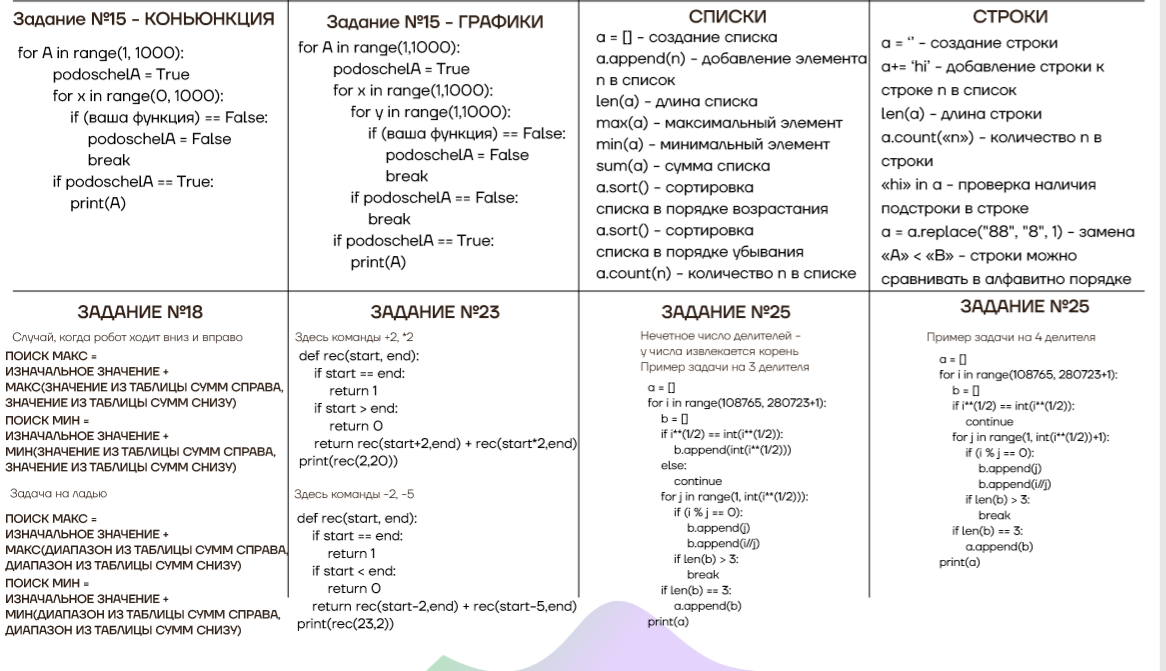 Задание №15 - КОНЬЮНКЦИЯ
for A in range(1, 1000):
podoschelA = True
for x in range(0, 1000):
if (ваша функция) == False:
podoschelA = False
break
if podoschelA == True:
print(A)
Задание №15 - ГРАФИКИ
for A in range(1,1000):
podoschelA = True
for x in range(1,1000):
for y in range(1,1000):
if (ваша функция) == False:
podoschelA = False
break
if podoschelA == False:
break
if podoschelA == True:
print(A)
СПИСКИ
a = [] - создание списка
a.append(n) - добавление элемента
n в список
len(a) - длина списка
max(a) - максимальный элемент
min(a) - минимальный элемент
sum(a) - сумма списка
a.sort() - сортировка
списка в порядке возрастания
a.sort() - сортировка
списка в порядке убывания
a.count(n) - количество n в списке
СТРОКИ
a = ‘’ - создание строки
a+= ‘hi’ - добавление строки к
строке n в список
len(a) - длина строки
a.count(«n») - количество n в
строки
«hi» in a - проверка наличия
подстроки в строке
a = a.replace("88", "8", 1) - замена
«A» < «B» - строки можно
сравнивать в алфавитно порядке
ЗАДАНИЕ №18
Случай, когда робот ходит вниз и вправо
ПОИСК МАКС =
ИЗНАЧАЛЬНОЕ ЗНАЧЕНИЕ +
МАКС(ЗНАЧЕНИЕ ИЗ ТАБЛИЦЫ СУММ СПРАВА,
ЗНАЧЕНИЕ ИЗ ТАБЛИЦЫ СУММ СНИЗУ)
ПОИСК МИН =
ИЗНАЧАЛЬНОЕ ЗНАЧЕНИЕ +
МИН(ЗНАЧЕНИЕ ИЗ ТАБЛИЦЫ СУММ СПРАВА,
ЗНАЧЕНИЕ ИЗ ТАБЛИЦЫ СУММ СНИЗУ)
Задача на ладью
ПОИСК МАКС =
ИЗНАЧАЛЬНОЕ ЗНАЧЕНИЕ +
МАКС(ДИАПАЗОН ИЗ ТАБЛИЦЫ СУММ СПРАВА,
ДИАПАЗОН ИЗ ТАБЛИЦЫ СУММ СНИЗУ)
ПОИСК МИН =
ИЗНАЧАЛЬНОЕ ЗНАЧЕНИЕ +
МИН(ДИАПАЗОН ИЗ ТАБЛИЦЫ СУММ СПРАВА,
ДИАПАЗОН ИЗ ТАБЛИЦЫ СУММ СНИЗУ)
ЗАДАНИЕ №23
Здесь команды +2, *2
def rec(start, end):
if start == end:
return 1
if start > end:
return 0
return rec(start+2,end) + rec(start*2,end)
print(rec(2,20))
Здесь команды -2, -5
def rec(start, end):
if start == end:
return 1
if start < end:
return 0
return rec(start-2,end) + rec(start-5,end)
print(rec(23,2))
ЗАДАНИЕ №25
Нечетное число делителей -
у числа извлекается корень
Пример задачи на 3 делителя
a = []
for i in range(108765, 280723+1):
b = []
if i**(1/2) == int(i**(1/2)):
b.append(int(i**(1/2)))
else:
continue
for j in range(1, int(i**(1/2))):
if (i % j == 0):
b.append(j)
b.append(i//j)
if len(b) > 3:
break
if len(b) == 3:
a.append(b)
print(a)
ЗАДАНИЕ №25
Пример задачи на 4 делителя
a = []
for i in range(108765, 280723+1):
b = []
if i**(1/2) == int(i**(1/2)):
continue
for j in range(1, int(i**(1/2))+1):
if (i % j == 0):
b.append(j)
b.append(i//j)
if len(b) > 3:
break
if len(b) == 3:
a.append(b)
print(a)